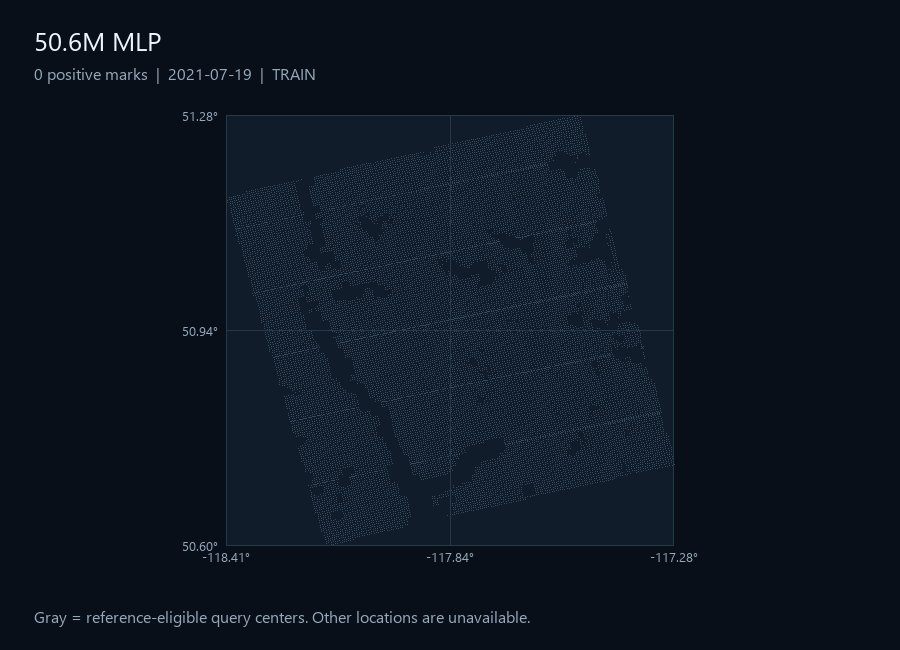 50.6M MLP
0 positive marks | 2021-07-19 | TRAIN
51.28°
50.94°
50.60°
-118.41° -117.84° -117.28°
Gray = reference-eligible query centers. Other locations are unavailable.